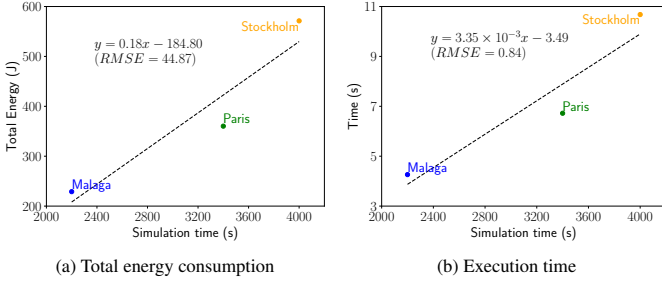 600
500
400
300
200
Total Energy (J)
y = 0.18x − 184.80
(RMSE = 44.87)
Stockholm
Paris
Malaga
2000 2400 2800 3200 3600 4000
Simulation time (s)
(a) Total energy consumption
11
9
7
5
3
Time (s)
y = 3.35 × 10⁻³x − 3.49
(RMSE = 0.84)
Stockholm
Paris
Malaga
2000 2400 2800 3200 3600 4000
Simulation time (s)
(b) Execution time